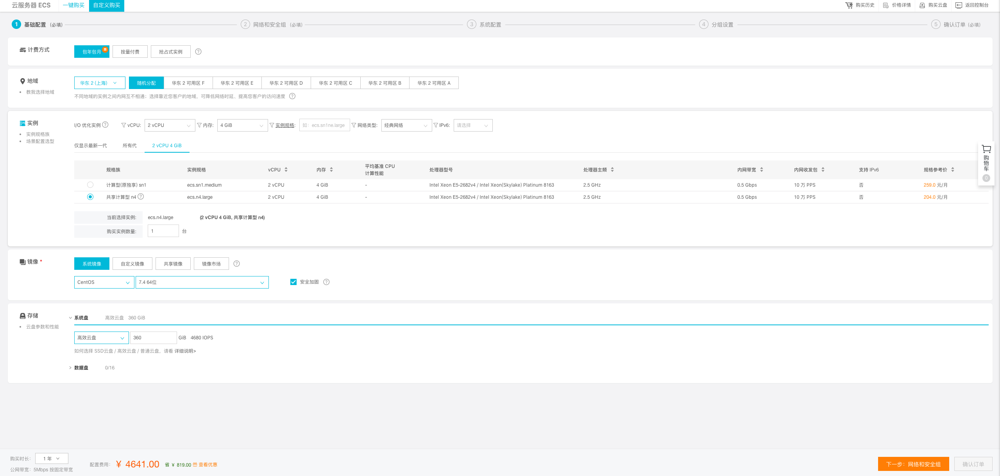 云服务器 ECS 一键购买 自定义购买 购买历史 价格详情 购买云盘 返回控制台
1 基础配置 (必填) 2 网络和安全组 (必填) 3 系统配置 4 分组设置 5 确认订单 (必填)
计费方式 包年包月 惠 按量付费 抢占式实例 ?
地域 华东 2 (上海) 随机分配 华东 2 可用区 F 华东 2 可用区 E 华东 2 可用区 D 华东 2 可用区 C 华东 2 可用区 B 华东 2 可用区 A
• 教我选择地域
不同地域的实例之间内网互不相通；选择靠近您客户的地域，可降低网络时延、提高您客户的访问速度 ?
实例 I/O 优化实例 ? vCPU: 2 vCPU 内存: 4 GiB 实例规格: 如：ecs.sn1ne.large 网络类型: 经典网络 IPv6: 请选择
• 实例规格族
• 场景配置选型
仅显示最新一代 所有代 2 vCPU 4 GiB
购物车 0
规格族 实例规格 vCPU 内存 平均基准 CPU 计算性能 处理器型号 处理器主频 内网带宽 内网收发包 支持 IPv6 规格参考价
计算型(原独享) sn1 ecs.sn1.medium 2 vCPU 4 GiB - Intel Xeon E5-2682v4 / Intel Xeon(Skylake) Platinum 8163 2.5 GHz 0.5 Gbps 10 万 PPS 否 259.0 元/月
共享计算型 n4 ? ecs.n4.large 2 vCPU 4 GiB - Intel Xeon E5-2682v4 / Intel Xeon(Skylake) Platinum 8163 2.5 GHz 0.5 Gbps 10 万 PPS 否 204.0 元/月
当前选择实例: ecs.n4.large (2 vCPU 4 GiB, 共享计算型 n4)
购买实例数量: 1 台
镜像 * 系统镜像 自定义镜像 共享镜像 镜像市场 ?
CentOS 7.4 64位 安全加固 ?
存储 系统盘 高效云盘 360 GiB
• 云盘参数和性能
高效云盘 360 GiB 4680 IOPS
如何选择 SSD云盘 / 高效云盘 / 普通云盘，请看 详细说明>
数据盘 0/16
购买时长： 1 年
公网带宽：5Mbps 按固定带宽
配置费用： ¥ 4641.00 省 ¥ 819.00 查看优惠
下一步：网络和安全组 确认订单